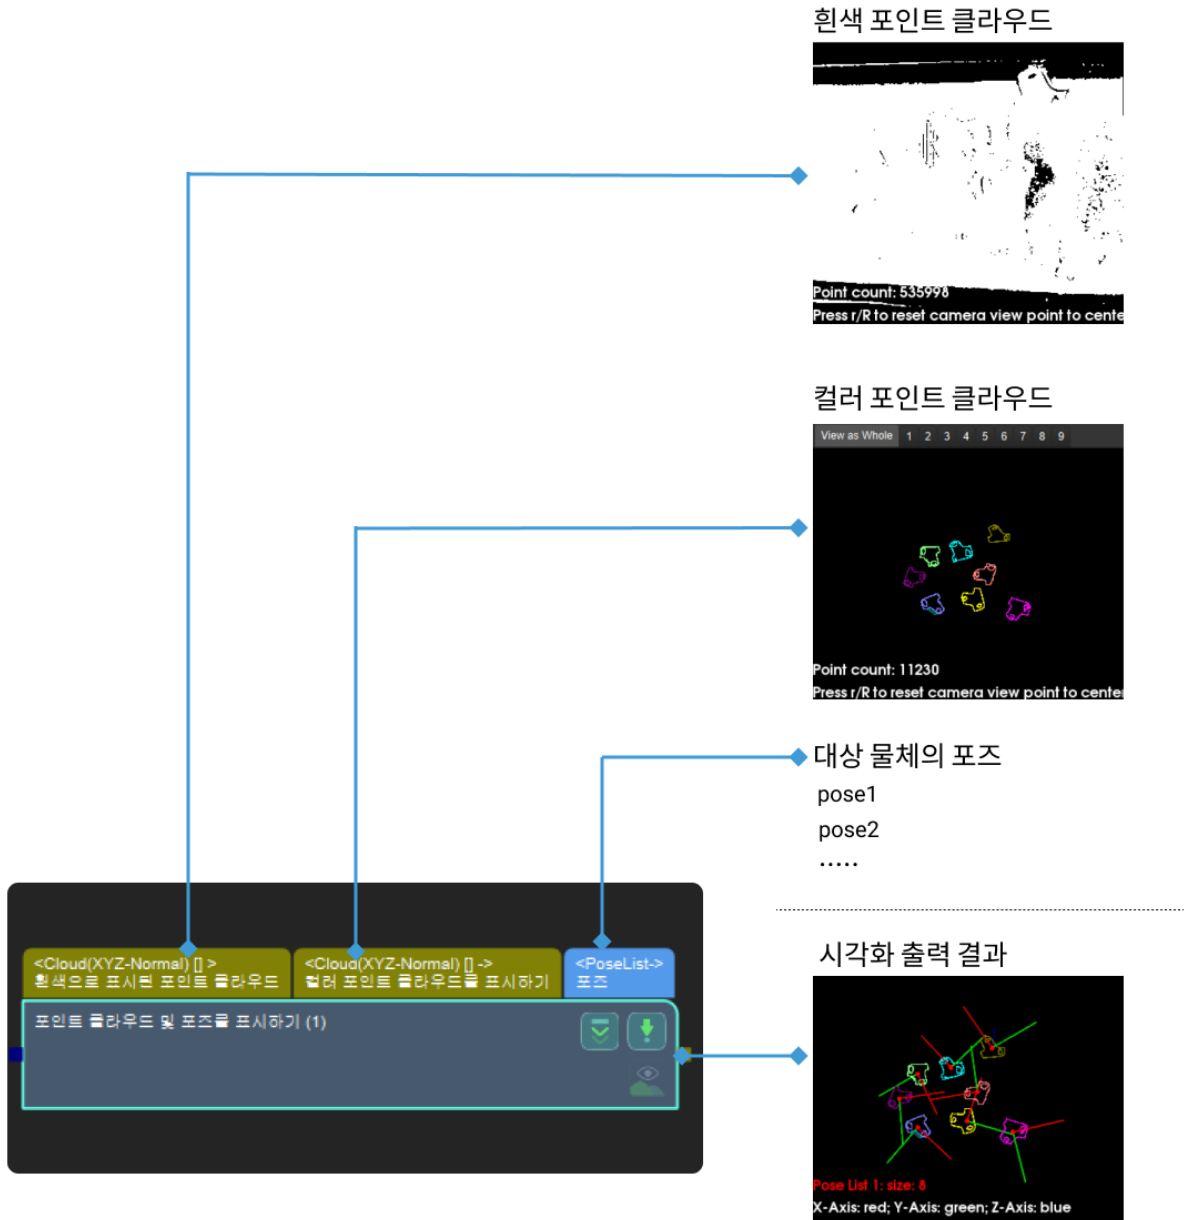 흰색 포인트 클라우드
Point count: 535998
Press r/R to reset camera view point to cente
컬러 포인트 클라우드
View as Whole 1 2 3 4 5 6 7 8 9
Point count: 11230
Press r/R to reset camera view point to cente
대상 물체의 포즈
pose1
pose2
.....
<Cloud(XYZ-Normal) [] >
흰색으로 표시된 포인트 클라우드
<Cloud(XYZ-Normal) [] ->
컬러 포인트 클라우드를 표시하기
<PoseList->
포즈
포인트 클라우드 및 포즈를 표시하기 (1)
시각화 출력 결과
Pose List 1: size: 8
X-Axis: red; Y-Axis: green; Z-Axis: blue